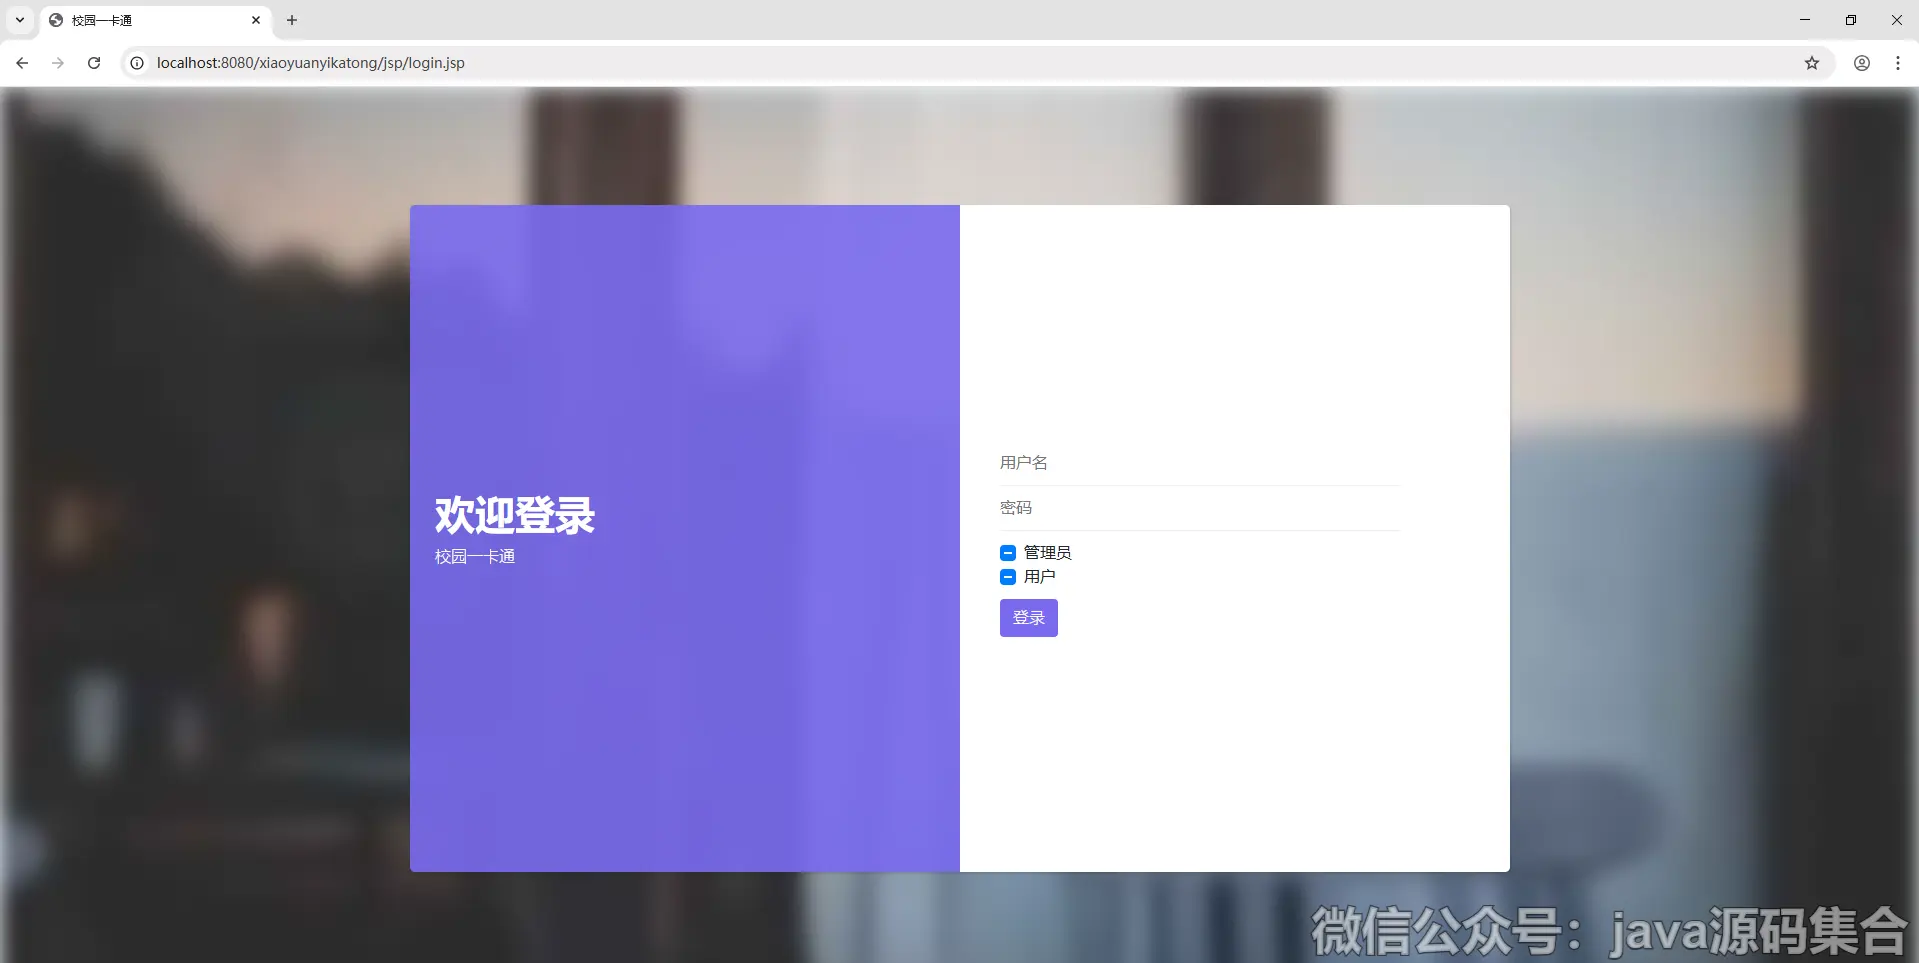 校园一卡通
localhost:8080/xiaoyuanyikatong/jsp/login.jsp
欢迎登录
校园一卡通
用户名
密码
管理员
用户
登录
微信公众号：java源码集合